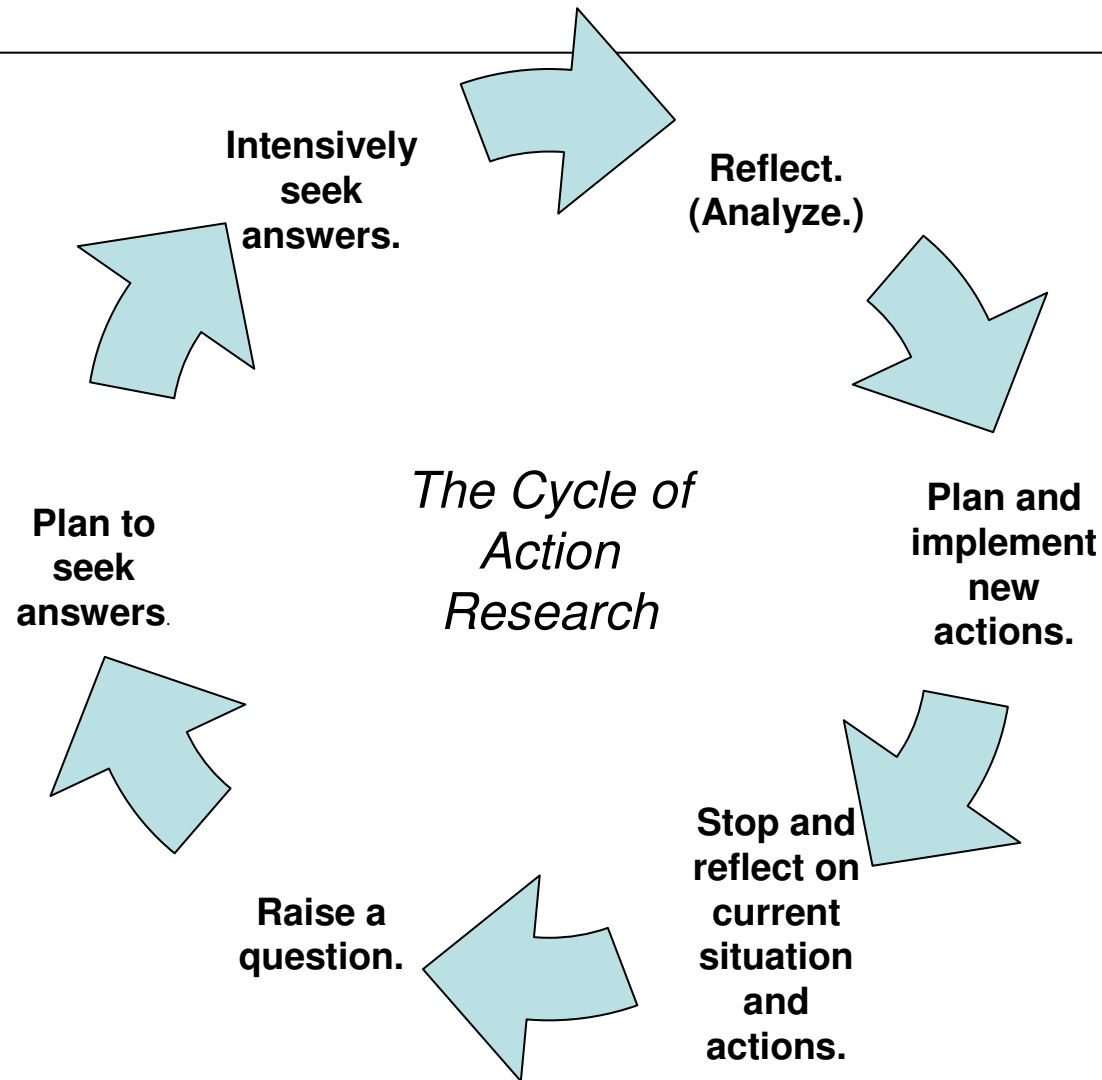 Intensively
seek
answers.
Reflect.
(Analyze.)
Plan and
implement
new
actions.
Stop and
reflect on
current
situation
and
actions.
Raise a
question.
Plan to
seek
answers.
The Cycle of
Action
Research